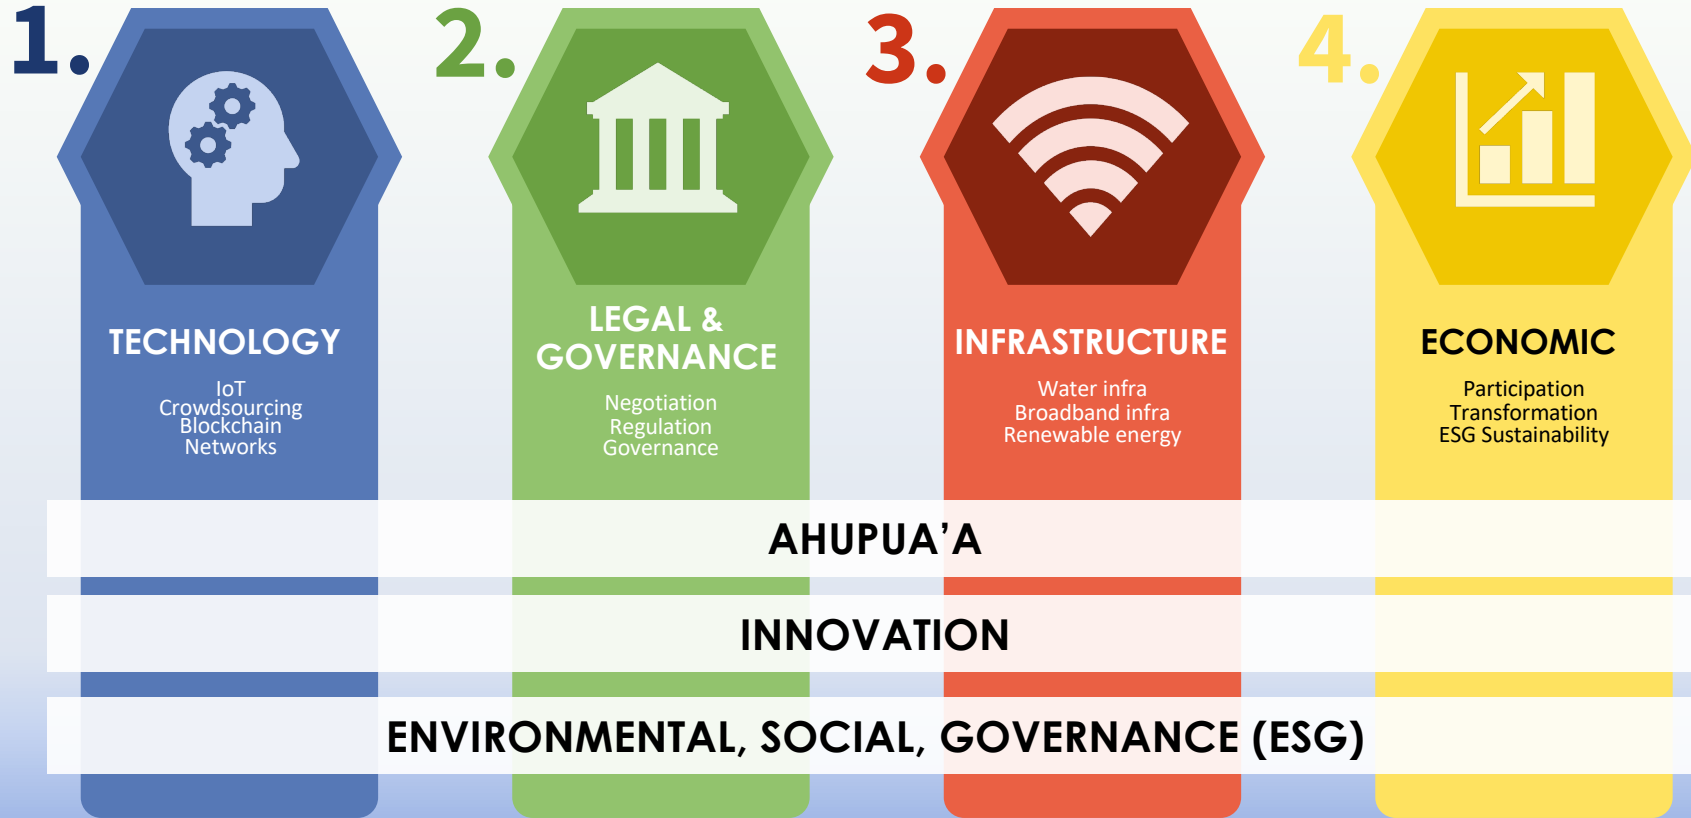 1.
TECHNOLOGY
IoT
Crowdsourcing
Blockchain
Networks
2.
LEGAL &
GOVERNANCE
Negotiation
Regulation
Governance
3.
INFRASTRUCTURE
Water infra
Broadband infra
Renewable energy
4.
ECONOMIC
Participation
Transformation
ESG Sustainability
AHUPUA’A
INNOVATION
ENVIRONMENTAL, SOCIAL, GOVERNANCE (ESG)